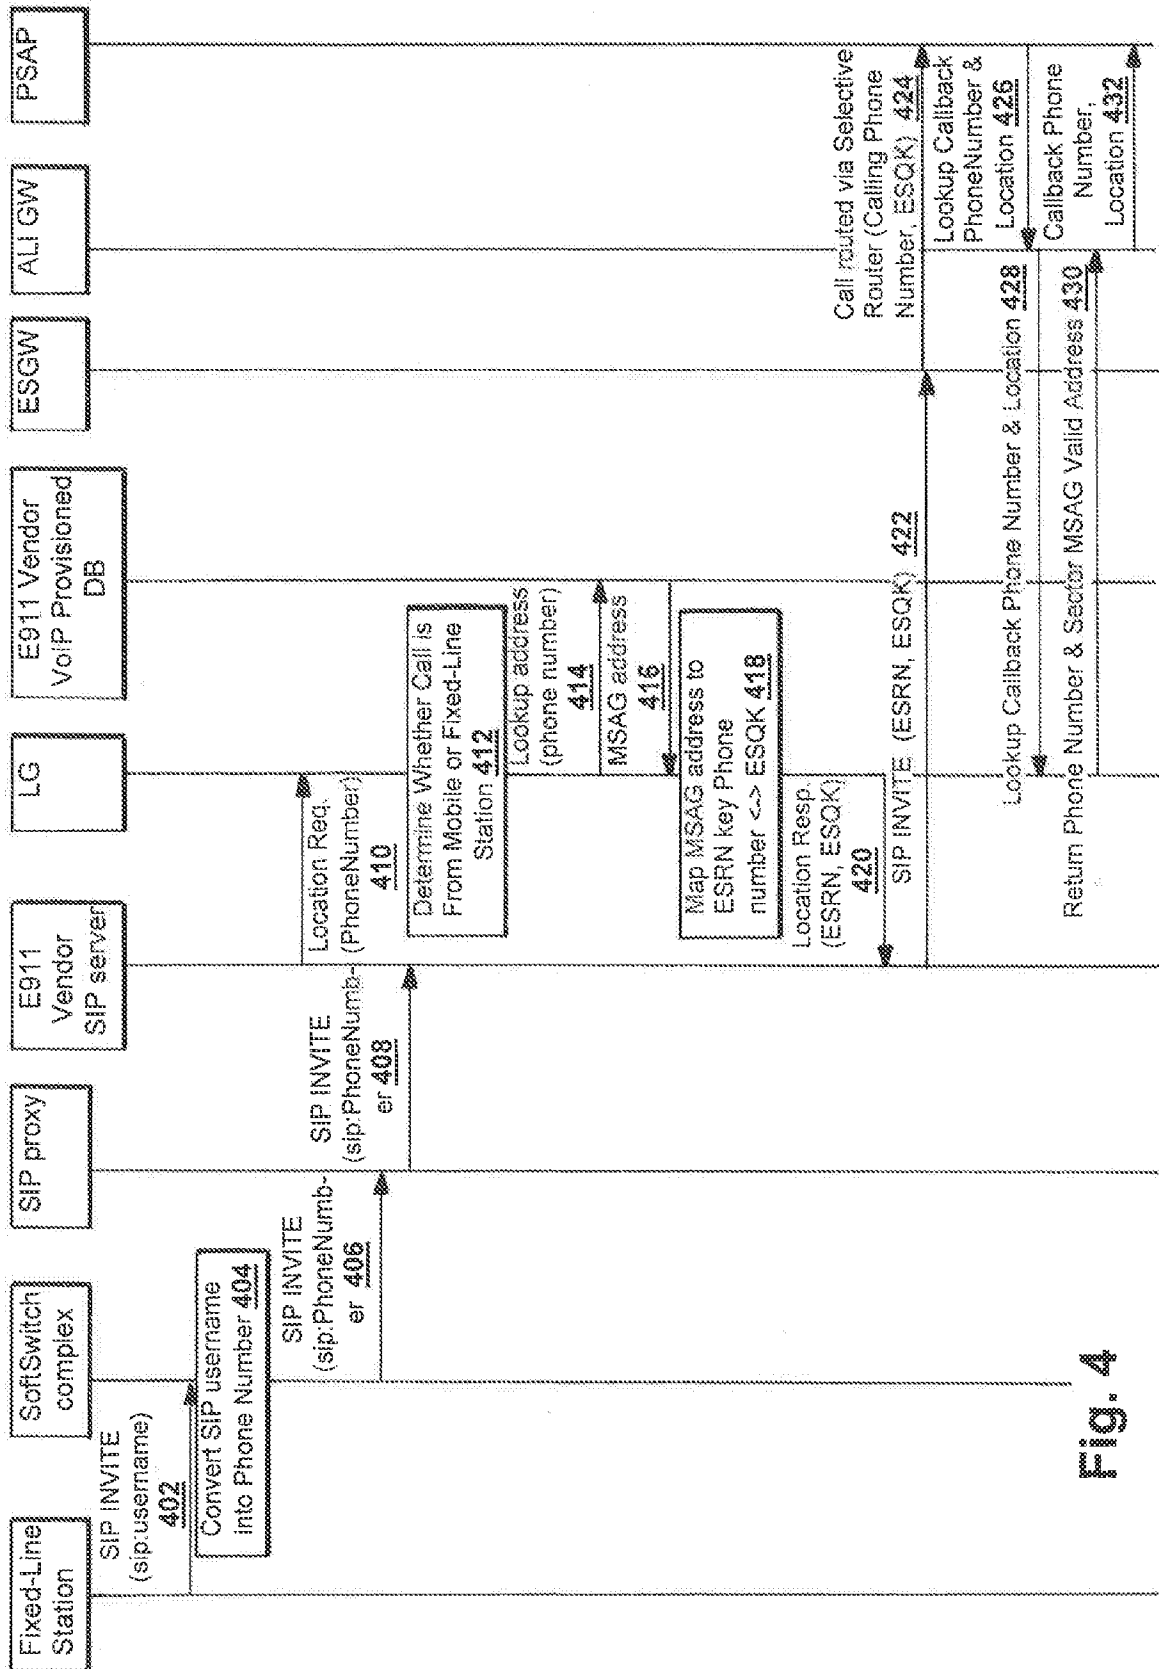 Fixed-Line
Station
SoftSwitch
complex
SIP proxy
E911
Vendor
SIP server
LG
E911 Vendor
VoIP Provisioned
DB
ESGW
ALI GW
PSAP
SIP INVITE
(sip:username)
402
Convert SIP username
into Phone Number 404
SIP INVITE
(sip:PhoneNumb-
er 406
SIP INVITE
(sip:PhoneNumb-
er 408
Location Req.
(PhoneNumber)
410
Determine Whether Call is
From Mobile or Fixed-Line
Station 412
Lookup address
(phone number)
414
MSAG address
416
Map MSAG address to
ESRN key Phone
number <-> ESQK 418
Location Resp.
(ESRN, ESQK)
420
SIP INVITE (ESRN, ESQK) 422
Call routed via Selective
Router (Calling Phone
Number, ESQK) 424
Lookup Callback
PhoneNumber &
Location 426
Lookup Callback Phone Number & Location 428
Return Phone Number & Sector MSAG Valid Address 430
Callback Phone
Number,
Location 432
Fig. 4